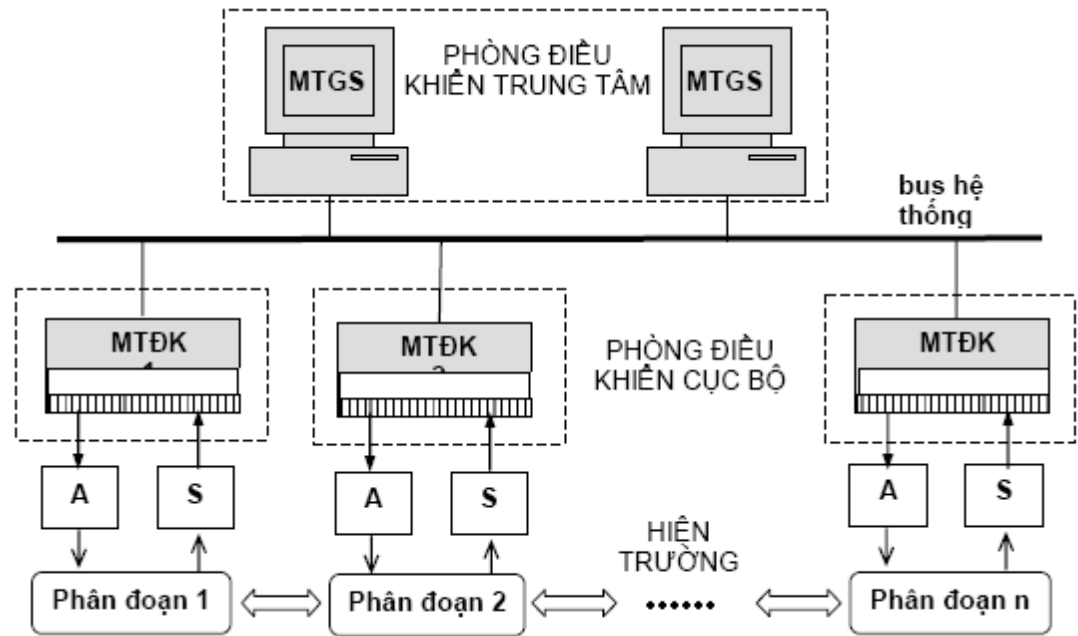 PHÒNG ĐIỀU
KHIỂN TRUNG TÂM
MTGS
MTGS
bus hệ
thống
MTĐK
MTĐK
PHÒNG ĐIỀU
KHIỂN CỤC BỘ
MTĐK
A
S
A
S
HIỆN
TRƯỜNG
A
S
Phân đoạn 1
Phân đoạn 2
Phân đoạn n